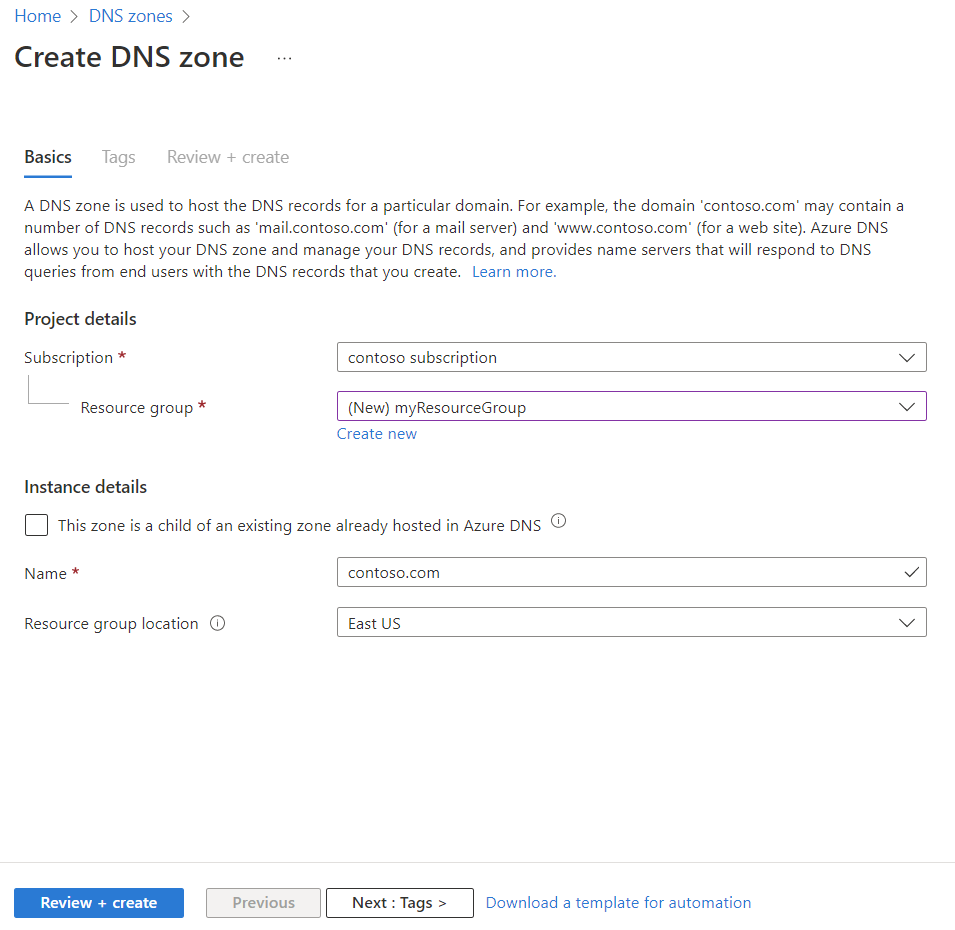 Home > DNS zones >
Create DNS zone ...
Basics Tags Review + create
A DNS zone is used to host the DNS records for a particular domain. For example, the domain 'contoso.com' may contain a
number of DNS records such as 'mail.contoso.com' (for a mail server) and 'www.contoso.com' (for a web site). Azure DNS
allows you to host your DNS zone and manage your DNS records, and provides name servers that will respond to DNS
queries from end users with the DNS records that you create. Learn more.
Project details
Subscription * contoso subscription
Resource group * (New) myResourceGroup
Create new
Instance details
This zone is a child of an existing zone already hosted in Azure DNS
Name * contoso.com
Resource group location East US
Review + create Previous Next : Tags > Download a template for automation